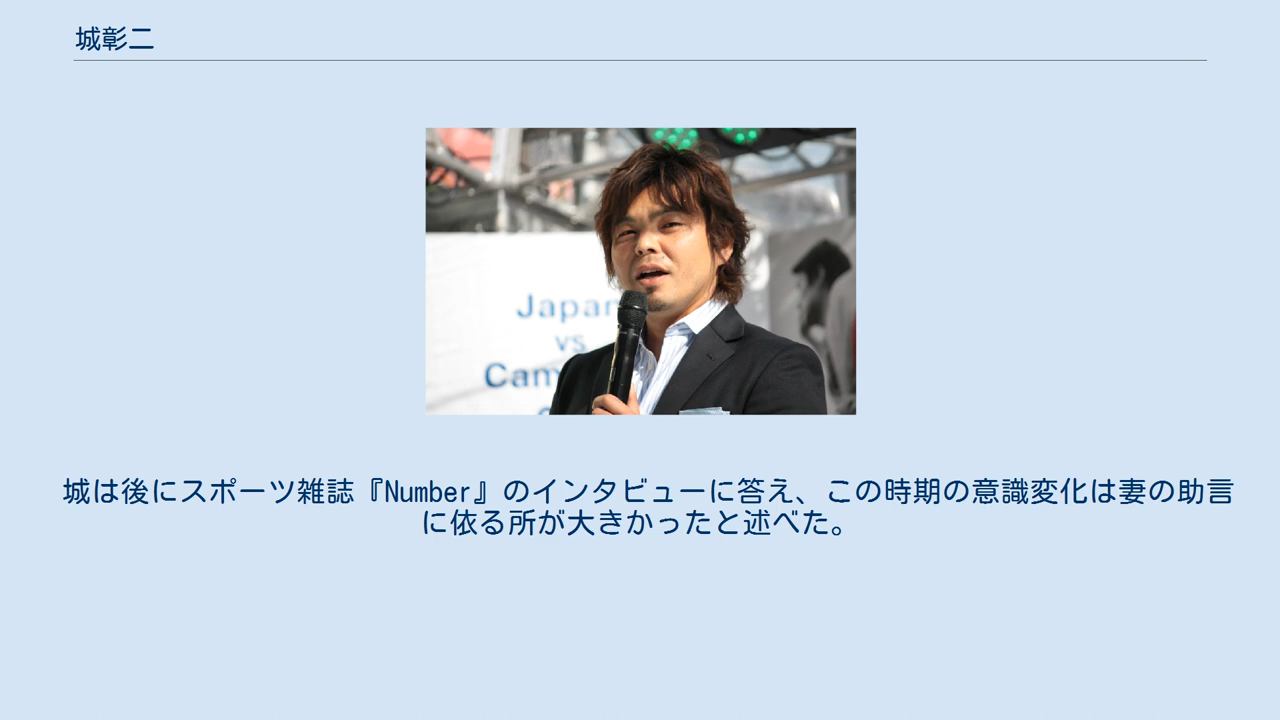 城彰二
Japan
vs
Cam
城は後にスポーツ雑誌『Number』のインタビューに答え、この時期の意識変化は妻の助言
に依る所が大きかったと述べた。